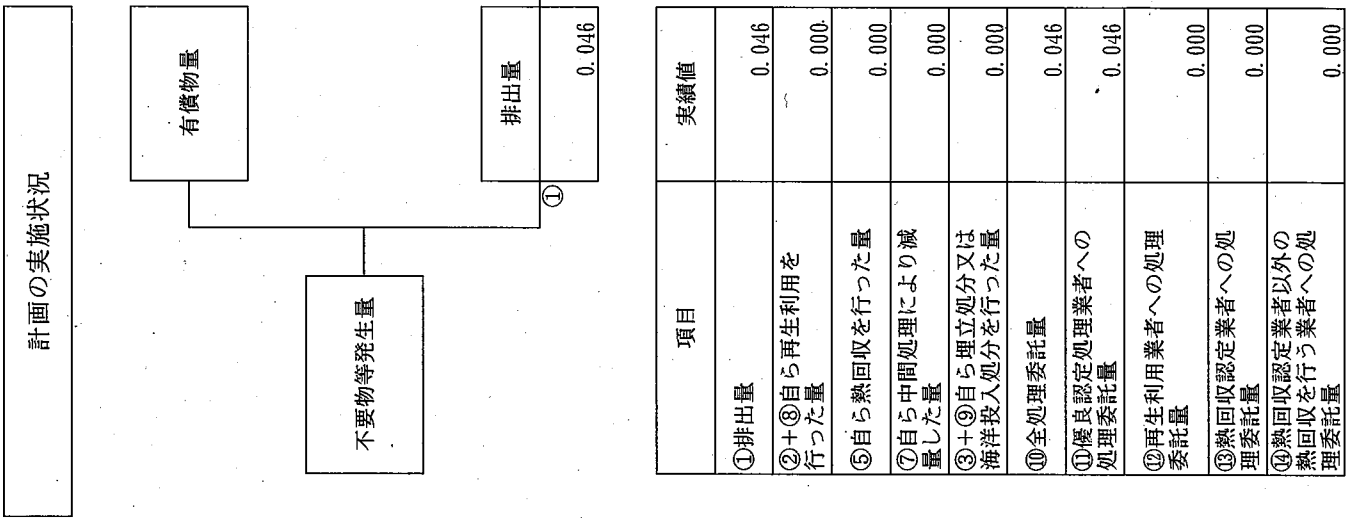 計画の実施状況
有償物量
不要物等発生量
排出量
①
0.046
項目
実績値
①排出量
0.046
②+⑧自ら再生利用を
行った量
0.000
⑤自ら熱回収を行った量
0.000
⑦自ら中間処理により減
量した量
0.000
③+⑨自ら埋立処分又は
海洋投入処分を行った量
0.000
⑩全処理委託量
0.046
⑪優良認定処理業者への
処理委託量
0.046
⑫再生利用業者への処理
委託量
0.000
⑬熱回収認定業者への処
理委託量
0.000
⑭熱回収認定業者以外の
熱回収を行う業者への処
理委託量
0.000